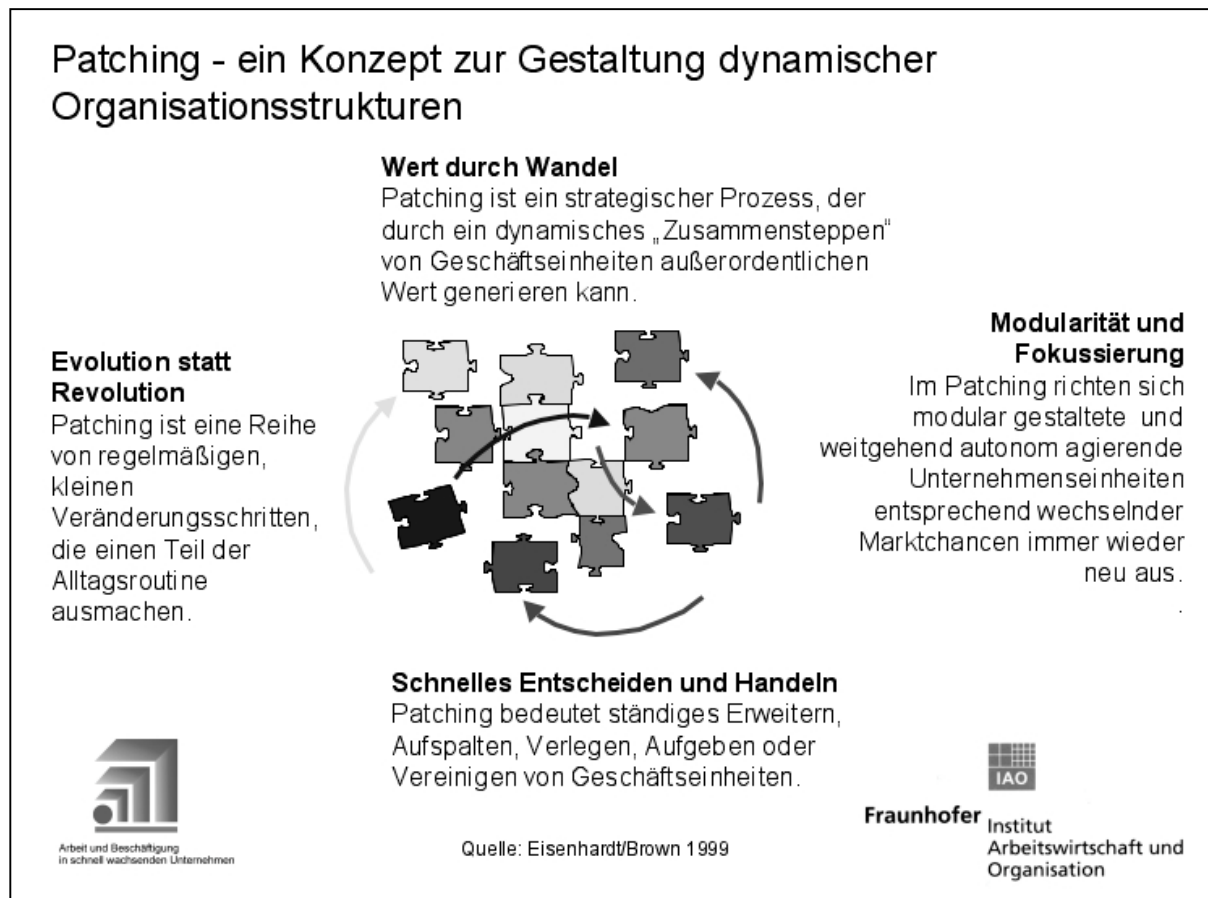 Patching - ein Konzept zur Gestaltung dynamischer
Organisationsstrukturen
Wert durch Wandel
Patching ist ein strategischer Prozess, der
durch ein dynamisches „Zusammensteppen“
von Geschäftseinheiten außerordentlichen
Wert generieren kann.
Evolution statt
Revolution
Patching ist eine Reihe
von regelmäßigen,
kleinen
Veränderungsschritten,
die einen Teil der
Alltagsroutine
ausmachen.
Modularität und
Fokussierung
Im Patching richten sich
modular gestaltete und
weitgehend autonom agierende
Unternehmenseinheiten
entsprechend wechselnder
Marktchancen immer wieder
neu aus.
.
Schnelles Entscheiden und Handeln
Patching bedeutet ständiges Erweitern,
Aufspalten, Verlegen, Aufgeben oder
Vereinigen von Geschäftseinheiten.
Arbeit und Beschäftigung
in schnell wachsenden Unternehmen
Quelle: Eisenhardt/Brown 1999
IAO
Fraunhofer
Institut
Arbeitswirtschaft und
Organisation